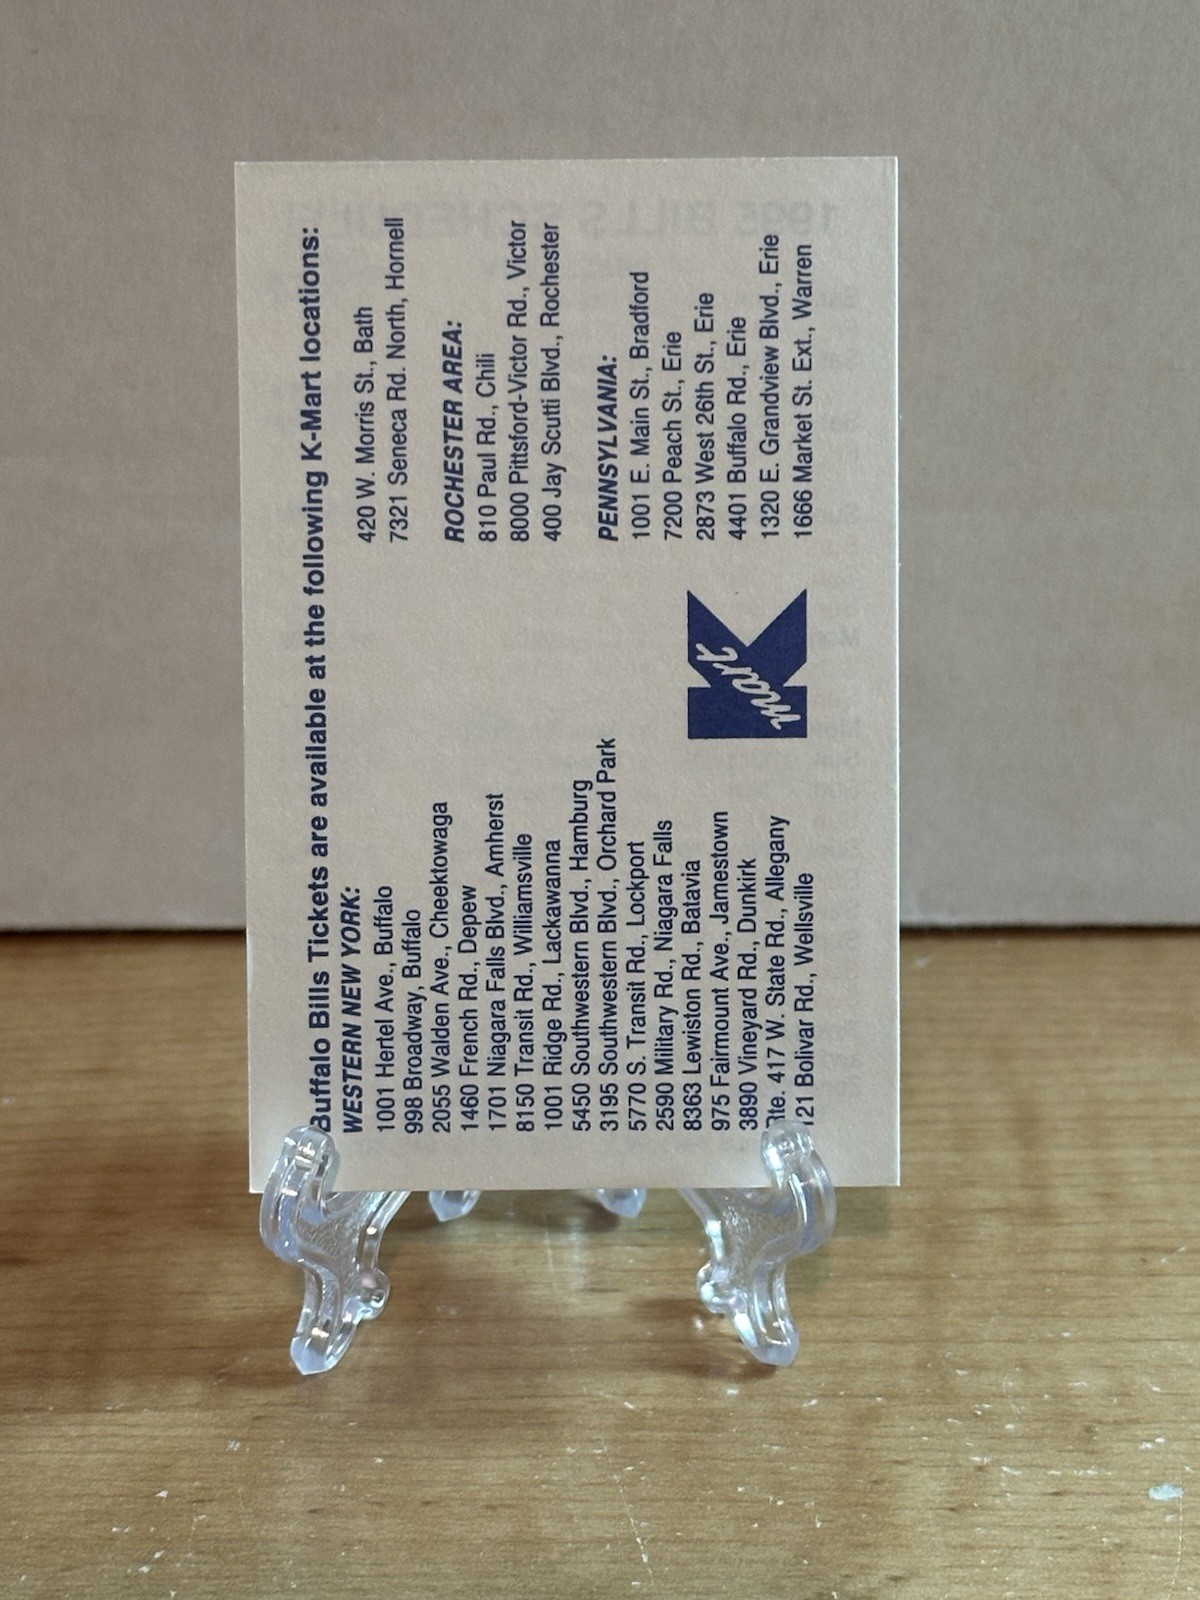 Buffalo Bills Tickets are available at the following K-Mart locations:
WESTERN NEW YORK:
1001 Hertel Ave., Buffalo
998 Broadway, Buffalo
2055 Walden Ave., Cheektowaga
1460 French Rd., Depew
1701 Niagara Falls Blvd., Amherst
8150 Transit Rd., Williamsville
1001 Ridge Rd., Lackawanna
5450 Southwestern Blvd., Hamburg
3195 Southwestern Blvd., Orchard Park
5770 S. Transit Rd., Lockport
2590 Military Rd., Niagara Falls
8363 Lewiston Rd., Batavia
975 Fairmount Ave., Jamestown
3890 Vineyard Rd., Dunkirk
Rte. 417 W. State Rd., Allegany
121 Bolivar Rd., Wellsville
420 W. Morris St., Bath
7321 Seneca Rd. North, Hornell
ROCHESTER AREA:
810 Paul Rd., Chili
8000 Pittsford-Victor Rd., Victor
400 Jay Scutti Blvd., Rochester
PENNSYLVANIA:
1001 E. Main St., Bradford
7200 Peach St., Erie
2873 West 26th St., Erie
4401 Buffalo Rd., Erie
1320 E. Grandview Blvd., Erie
1666 Market St. Ext., Warren
K mart
1995 BILLS SCHEDULE